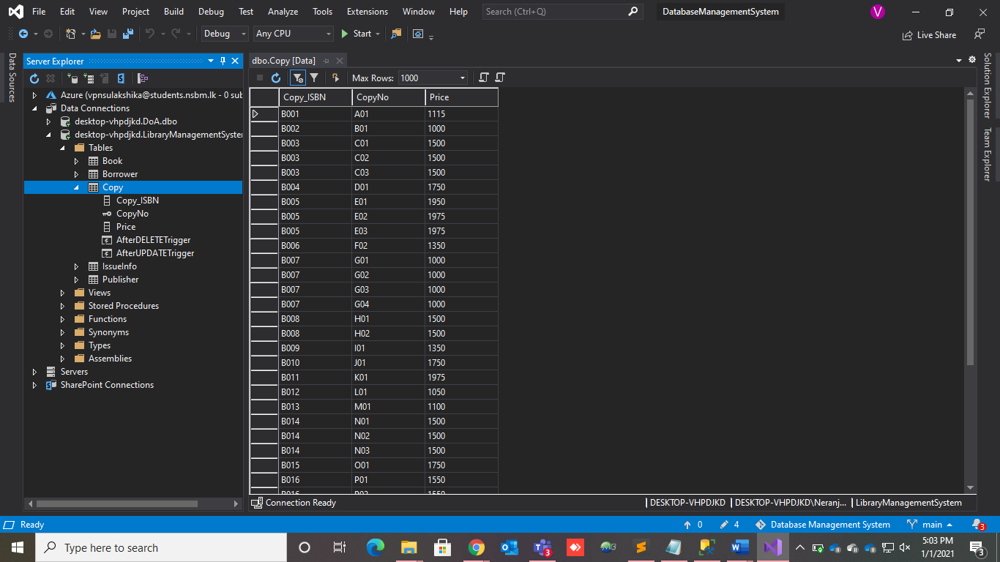 File Edit View Project Build Debug Test Analyze Tools Extensions Window Help Search (Ctrl+Q) DatabaseManagementSystem V
Debug Any CPU Start Live Share
Data Sources
Server Explorer
Azure (vpnsulakshika@students.nsbm.lk - 0 sub
Data Connections
desktop-vhpdjkd.DoA.dbo
desktop-vhpdjkd.LibraryManagementSyster
Tables
Book
Borrower
Copy
Copy_ISBN
CopyNo
Price
AfterDELETETrigger
AfterUPDATETrigger
IssueInfo
Publisher
Views
Stored Procedures
Functions
Synonyms
Types
Assemblies
Servers
SharePoint Connections
dbo.Copy [Data]
Max Rows: 1000
Copy_ISBN CopyNo Price
B001 A01 1115
B002 B01 1000
B003 C01 1500
B003 C02 1500
B003 C03 1500
B004 D01 1750
B005 E01 1950
B005 E02 1975
B005 E03 1975
B006 F02 1350
B007 G01 1000
B007 G02 1000
B007 G03 1000
B007 G04 1000
B008 H01 1500
B008 H02 1500
B009 I01 1350
B010 J01 1750
B011 K01 1975
B012 L01 1050
B013 M01 1100
B014 N01 1500
B014 N02 1500
B014 N03 1500
B015 O01 1750
B016 P01 1550
Connection Ready DESKTOP-VHPDJKD DESKTOP-VHPDJKD\Neranj... LibraryManagementSystem
Solution Explorer
Team Explorer
Ready 0 4 Database Management System main 3
Type here to search 3 5:03 PM
1/1/2021 3